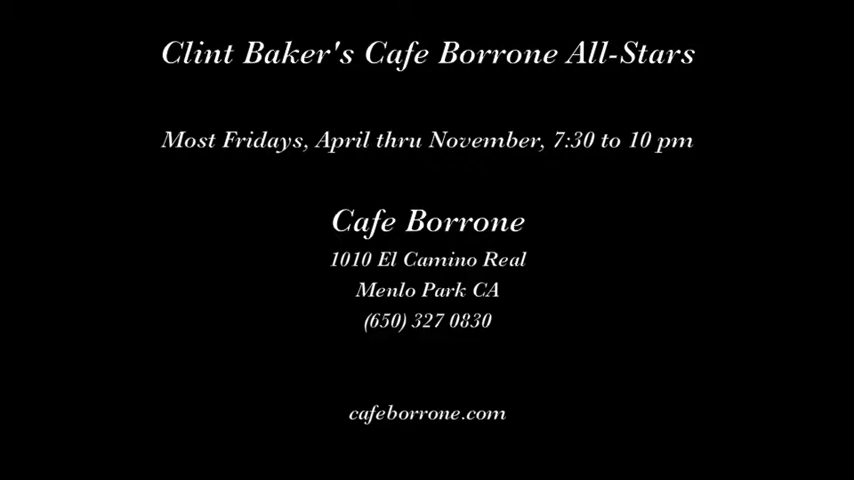 Clint Baker's Cafe Borrone All-Stars
Most Fridays, April thru November, 7:30 to 10 pm
Cafe Borrone
1010 El Camino Real
Menlo Park CA
(650) 327 0830
cafeborrone.com